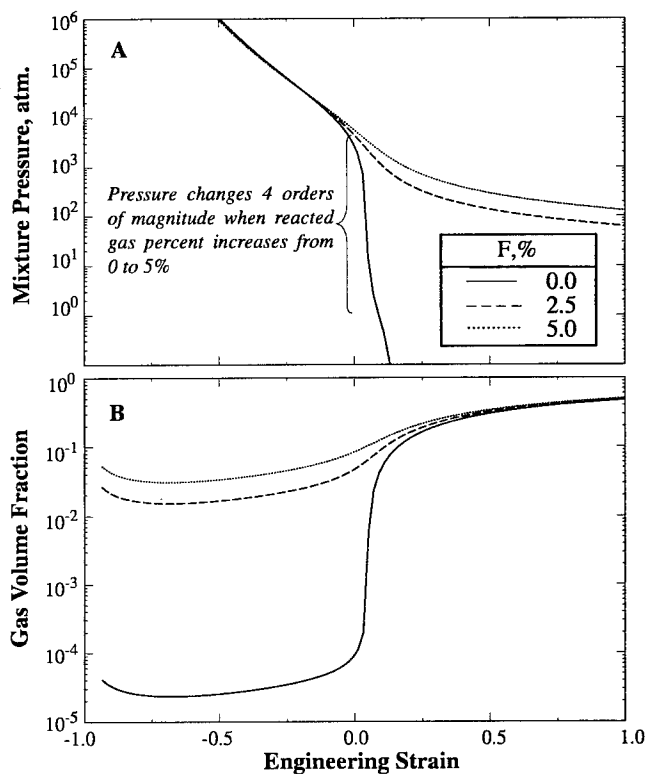 A
Mixture Pressure, atm.
10^6
10^5
10^4
10^3
10^2
10^1
10^0
Pressure changes 4 orders
of magnitude when reacted
gas percent increases from
0 to 5%
F,%
0.0
2.5
5.0
B
Gas Volume Fraction
10^0
10^-1
10^-2
10^-3
10^-4
10^-5
-1.0
-0.5
0.0
0.5
1.0
Engineering Strain